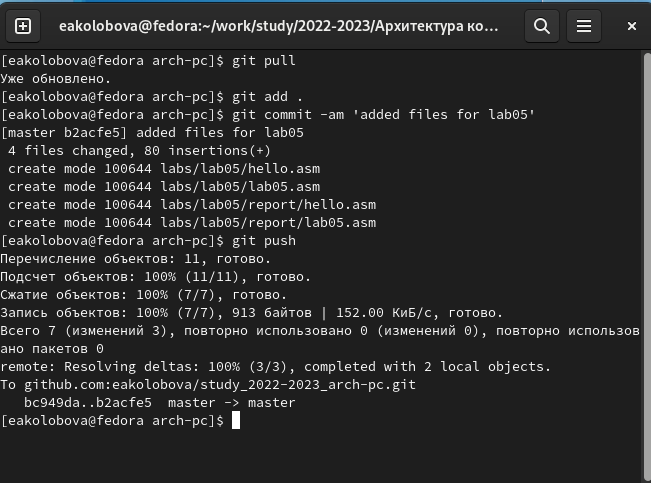 eakolobova@fedora:~/work/study/2022-2023/Архитектура ко...
[eakolobova@fedora arch-pc]$ git pull
Уже обновлено.
[eakolobova@fedora arch-pc]$ git add .
[eakolobova@fedora arch-pc]$ git commit -am 'added files for lab05'
[master b2acfe5] added files for lab05
 4 files changed, 80 insertions(+)
 create mode 100644 labs/lab05/hello.asm
 create mode 100644 labs/lab05/lab05.asm
 create mode 100644 labs/lab05/report/hello.asm
 create mode 100644 labs/lab05/report/lab05.asm
[eakolobova@fedora arch-pc]$ git push
Перечисление объектов: 11, готово.
Подсчет объектов: 100% (11/11), готово.
Сжатие объектов: 100% (7/7), готово.
Запись объектов: 100% (7/7), 913 байтов | 152.00 КиБ/с, готово.
Всего 7 (изменений 3), повторно использовано 0 (изменений 0), повторно использов
ано пакетов 0
remote: Resolving deltas: 100% (3/3), completed with 2 local objects.
To github.com:eakolobova/study_2022-2023_arch-pc.git
   bc949da..b2acfe5  master -> master
[eakolobova@fedora arch-pc]$